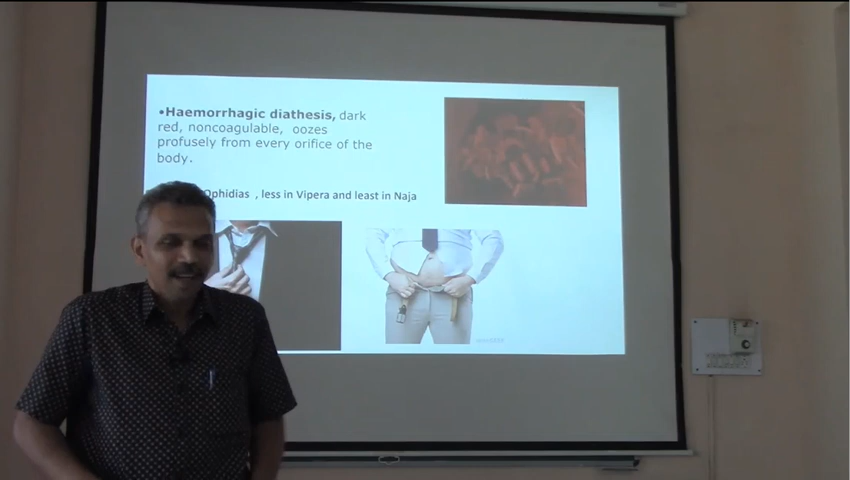 •Haemorrhagic diathesis, dark
red, noncoagulable, oozes
profusely from every orifice of the
body.
Ophidias , less in Vipera and least in Naja